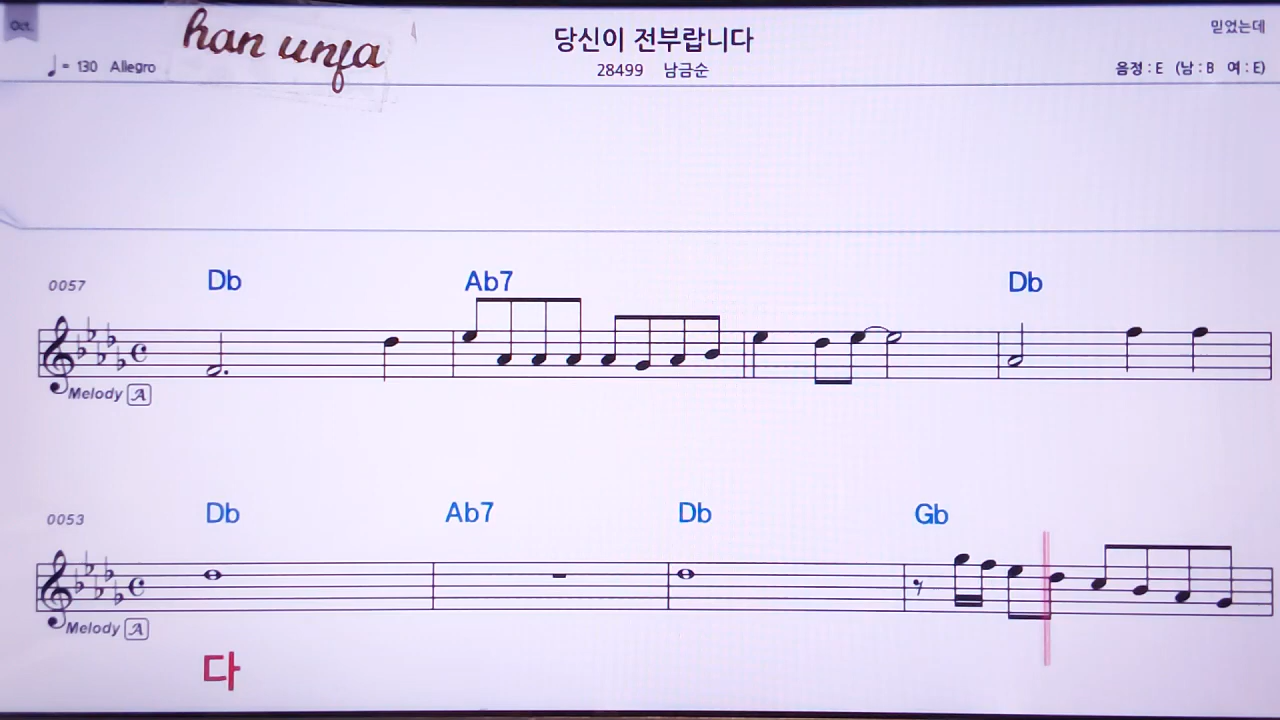 Oct.
han unfa
당신이 전부랍니다
믿었는데
♩= 130 Allegro
28499 남금순
음정 : E (남 : B 여 : E)
0057
Db Ab7 Db
Melody A
0053
Db Ab7 Db Gb
Melody A
다